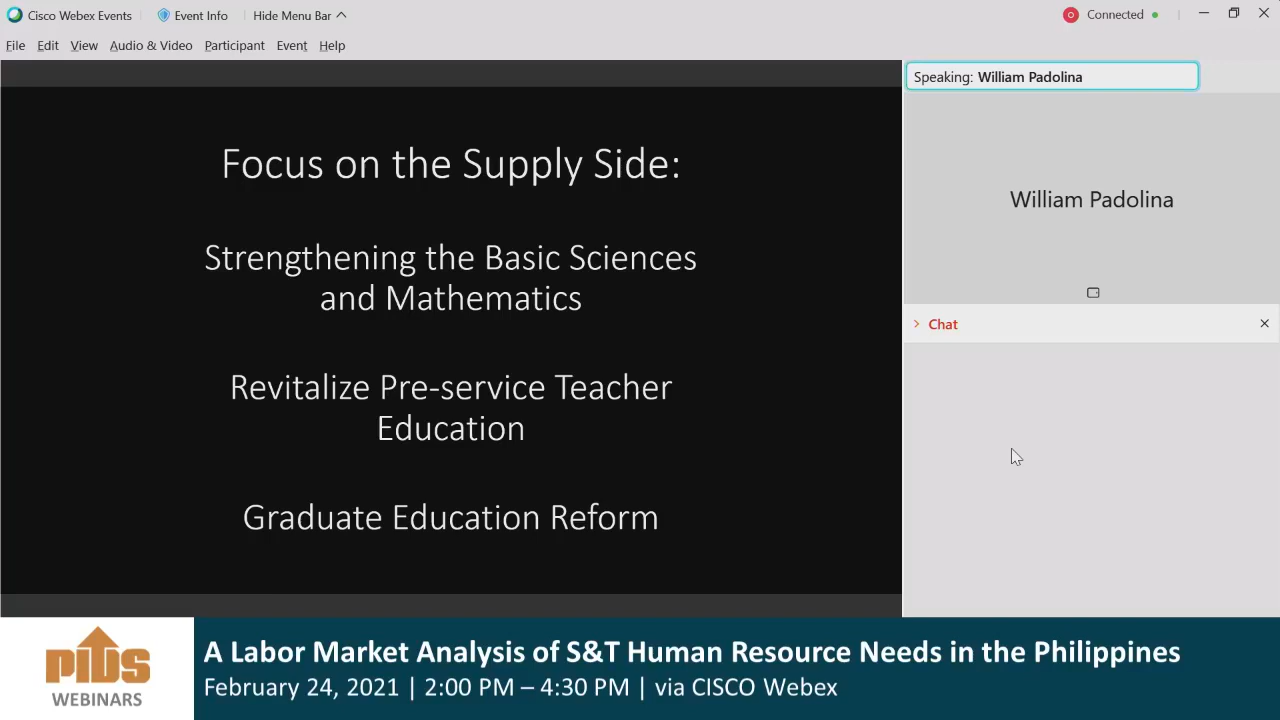 Cisco Webex Events
Event Info
Hide Menu Bar
Connected
File Edit View Audio & Video Participant Event Help
Speaking: William Padolina
William Padolina
Chat
Focus on the Supply Side:
Strengthening the Basic Sciences
and Mathematics
Revitalize Pre-service Teacher
Education
Graduate Education Reform
PIDS
WEBINARS
A Labor Market Analysis of S&T Human Resource Needs in the Philippines
February 24, 2021 | 2:00 PM – 4:30 PM | via CISCO Webex